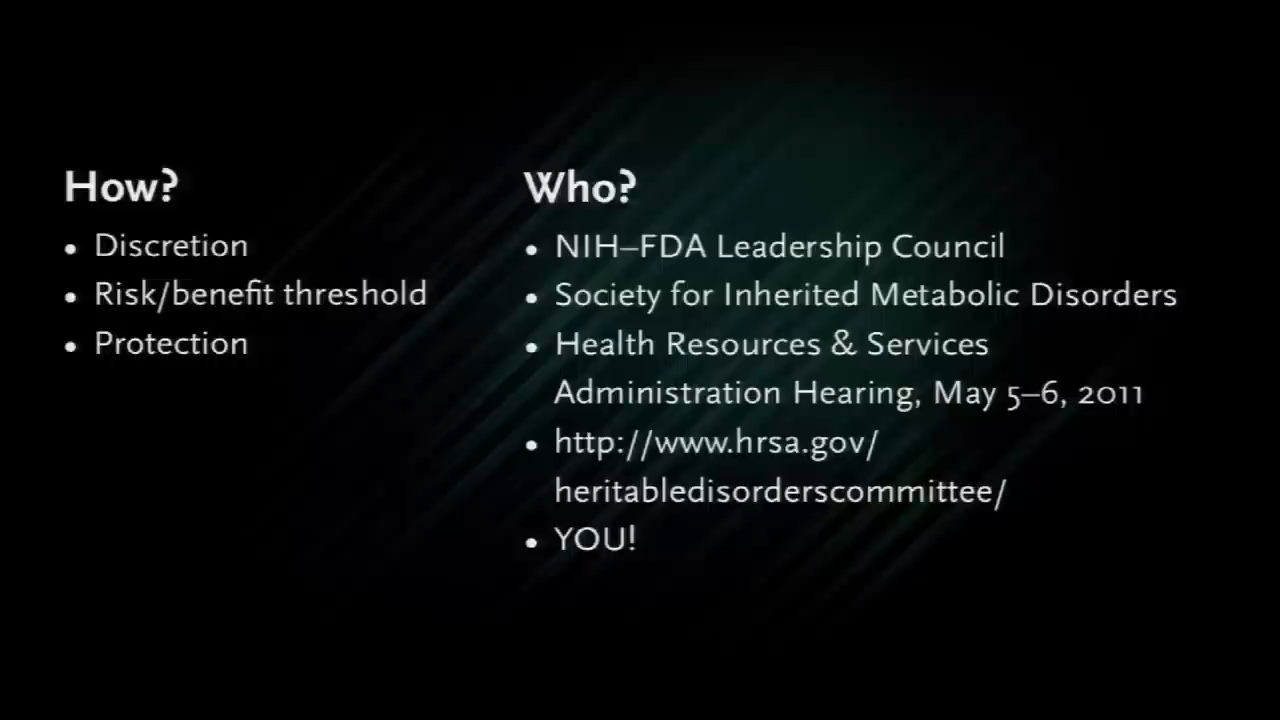 How?
• Discretion
• Risk/benefit threshold
• Protection
Who?
• NIH–FDA Leadership Council
• Society for Inherited Metabolic Disorders
• Health Resources & Services
Administration Hearing, May 5–6, 2011
• http://www.hrsa.gov/
heritabledisorderscommittee/
• YOU!